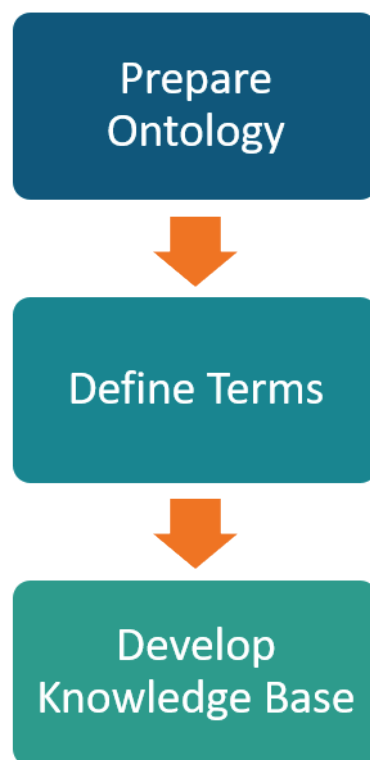 Prepare
Ontology
Define Terms
Develop
Knowledge Base